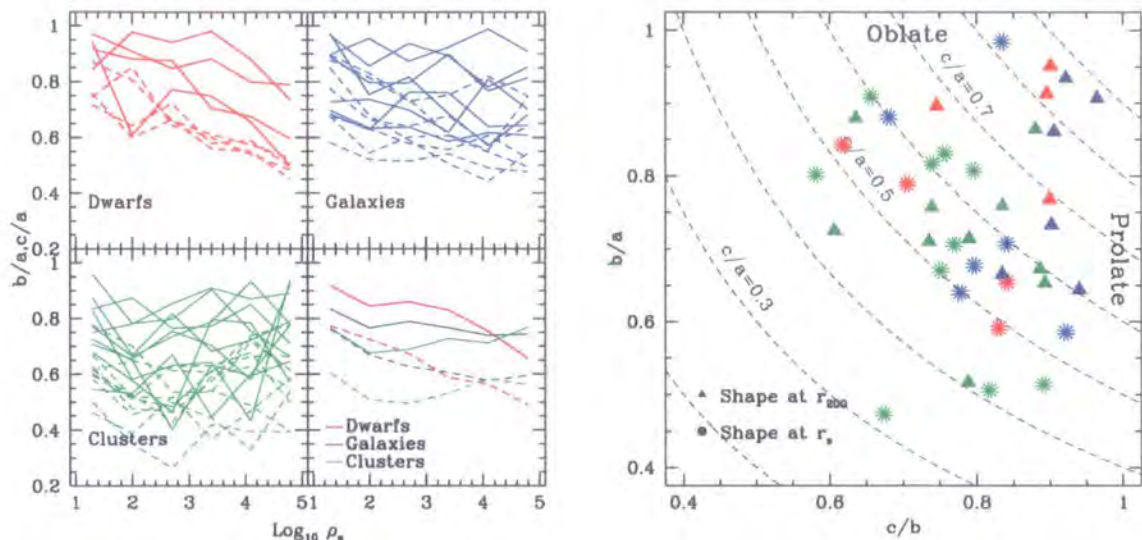 1
0.8
0.6
0.4
0.2
Dwarfs
Galaxies
b/a,c/a
1
0.8
0.6
0.4
0.2
Clusters
Dwarfs
Galaxies
Clusters
1 2 3 4 5 1 2 3 4 5
Log₁₀ ρₛ
1
0.8
0.6
0.4
b/a
Oblate
Prolate
c/a=0.7
c/a=0.5
c/a=0.3
Shape at r₂₀₀
Shape at rₛ
0.4 0.6 0.8 1
c/b